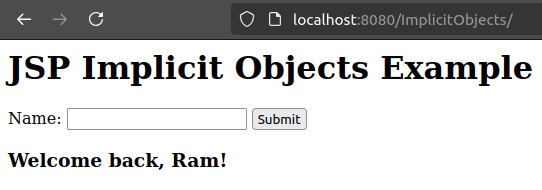 localhost:8080/ImplicitObjects/
JSP Implicit Objects Example
Name: Submit
Welcome back, Ram!